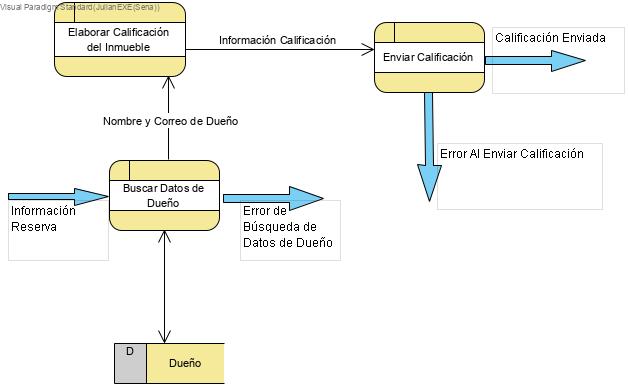 Visual Paradigm Standard(JulianEXE(Sena))
Elaborar Calificación
del Inmueble
Información Calificación
Enviar Calificación
Calificación Enviada
Nombre y Correo de Dueño
Error Al Enviar Calificación
Buscar Datos de
Dueño
Información
Reserva
Error de
Búsqueda de
Datos de Dueño
D
Dueño